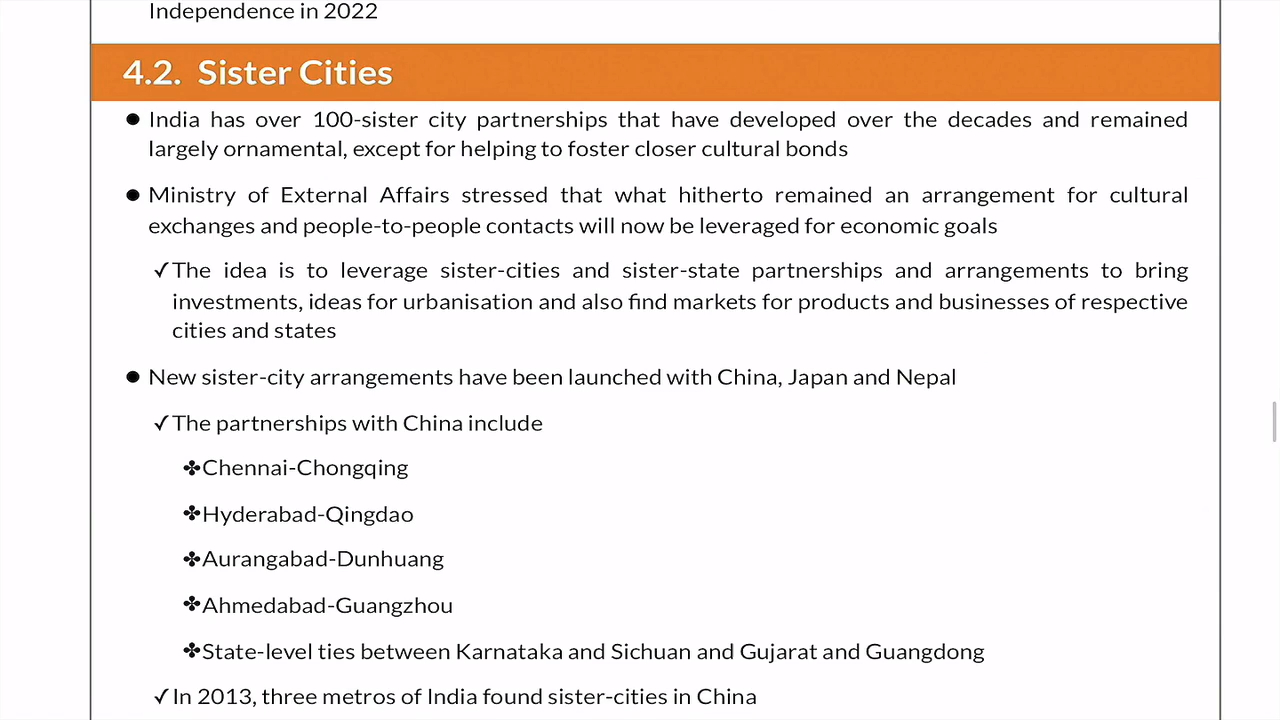 Independence in 2022
4.2. Sister Cities
● India has over 100-sister city partnerships that have developed over the decades and remained
largely ornamental, except for helping to foster closer cultural bonds
● Ministry of External Affairs stressed that what hitherto remained an arrangement for cultural
exchanges and people-to-people contacts will now be leveraged for economic goals
✓The idea is to leverage sister-cities and sister-state partnerships and arrangements to bring
investments, ideas for urbanisation and also find markets for products and businesses of respective
cities and states
● New sister-city arrangements have been launched with China, Japan and Nepal
✓The partnerships with China include
✤Chennai-Chongqing
✤Hyderabad-Qingdao
✤Aurangabad-Dunhuang
✤Ahmedabad-Guangzhou
✤State-level ties between Karnataka and Sichuan and Gujarat and Guangdong
✓In 2013, three metros of India found sister-cities in China